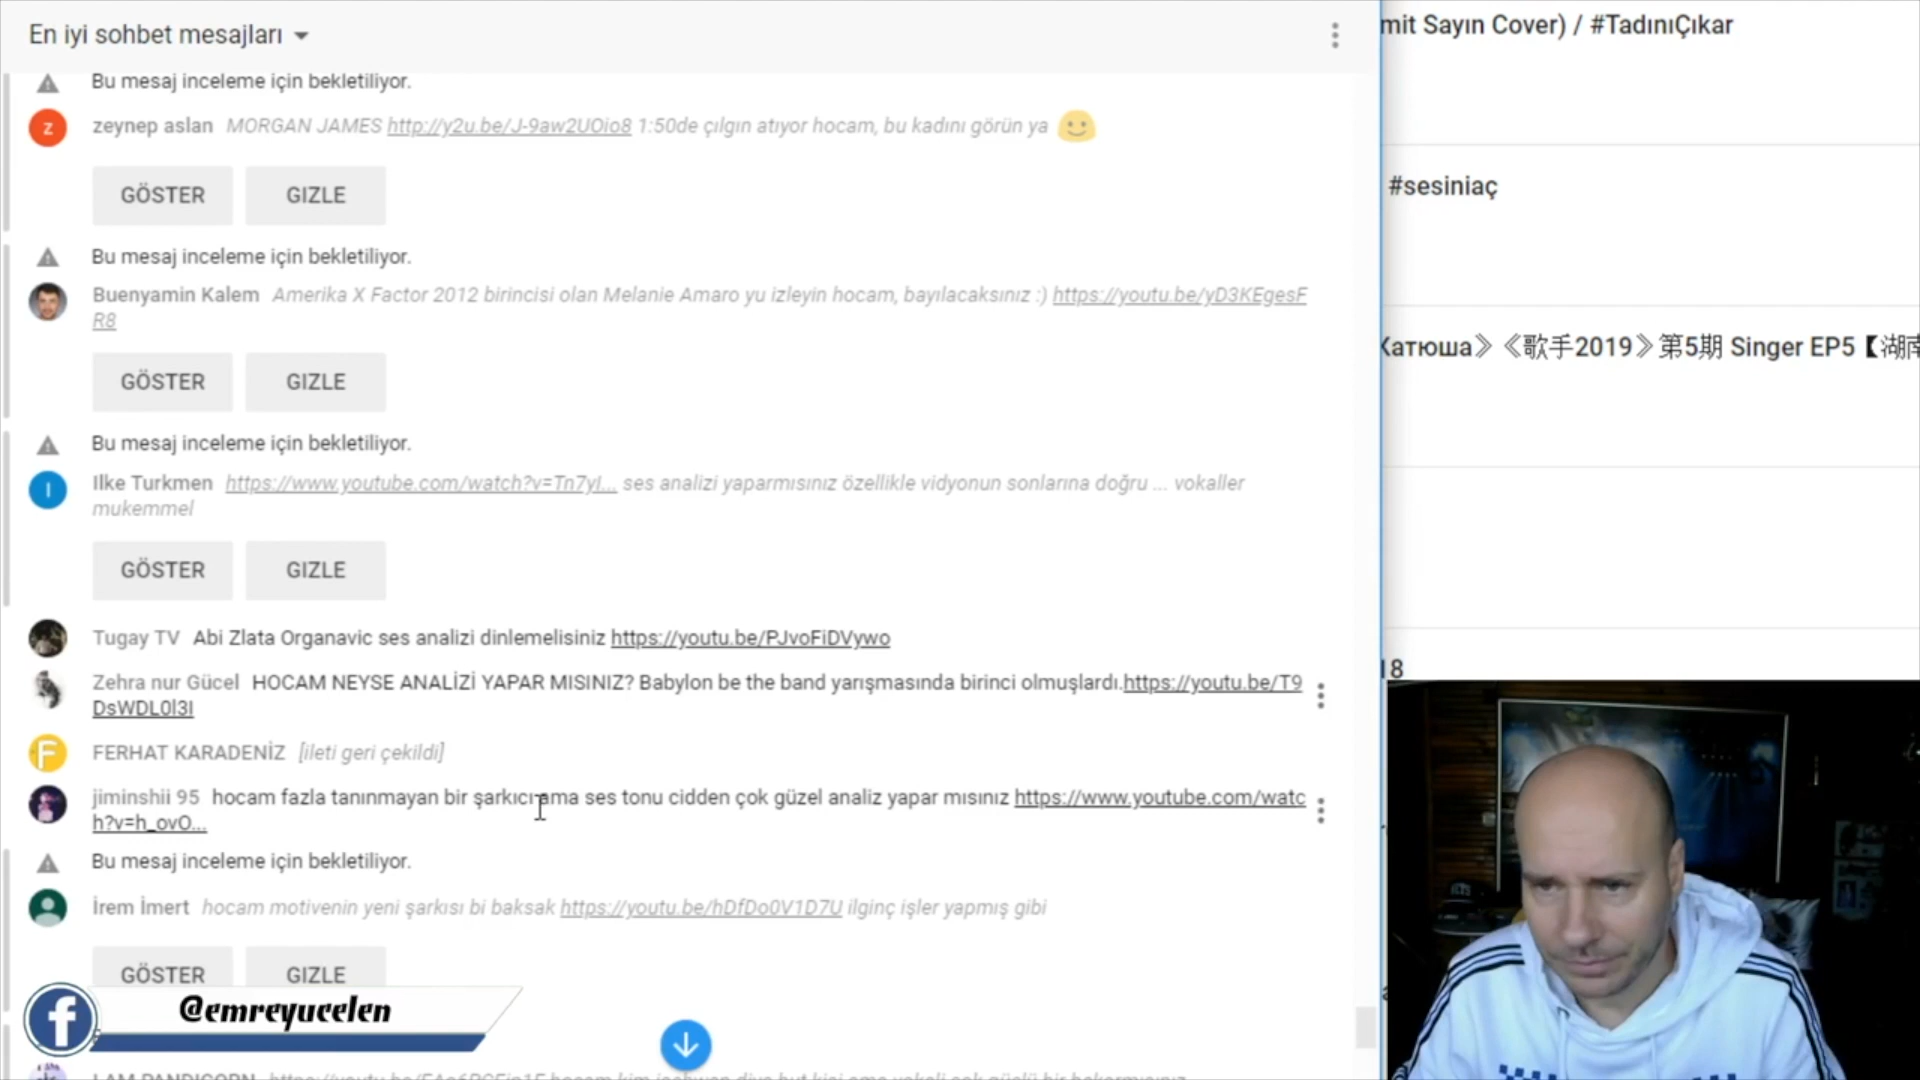 En iyi sohbet mesajları
mit Sayın Cover) / #TadınıÇıkar
Bu mesaj inceleme için bekletiliyor.
zeynep aslan MORGAN JAMES http://y2u.be/J-9aw2UOio8 1:50de çılgın atıyor hocam, bu kadını görün ya
GÖSTER GIZLE
#sesiniaç
Bu mesaj inceleme için bekletiliyor.
Buenyamin Kalem Amerika X Factor 2012 birincisi olan Melanie Amaro yu izleyin hocam, bayılacaksınız :) https://youtu.be/yD3KEgesF
R8
Катюша》《歌手2019》第5期 Singer EP5【湖南
GÖSTER GIZLE
Bu mesaj inceleme için bekletiliyor.
Ilke Turkmen https://www.youtube.com/watch?v=Tn7yI... ses analizi yaparmısınız özellikle vidyonun sonlarına doğru ... vokaller
mukemmel
GÖSTER GIZLE
Tugay TV Abi Zlata Organavic ses analizi dinlemelisiniz https://youtu.be/PJvoFiDVywo
18
Zehra nur Gücel HOCAM NEYSE ANALİZİ YAPAR MISINIZ? Babylon be the band yarışmasında birinci olmuşlardı.https://youtu.be/T9
DsWDL0l3I
FERHAT KARADENİZ [ileti geri çekildi]
jiminshii 95 hocam fazla tanınmayan bir şarkıcı ama ses tonu cidden çok güzel analiz yapar mısınız https://www.youtube.com/watc
h?v=h_ovO...
Bu mesaj inceleme için bekletiliyor.
İrem İmert hocam motivenin yeni şarkısı bi baksak https://youtu.be/hDfDo0V1D7U ilginç işler yapmış gibi
GÖSTER GIZLE
@emreyucelen